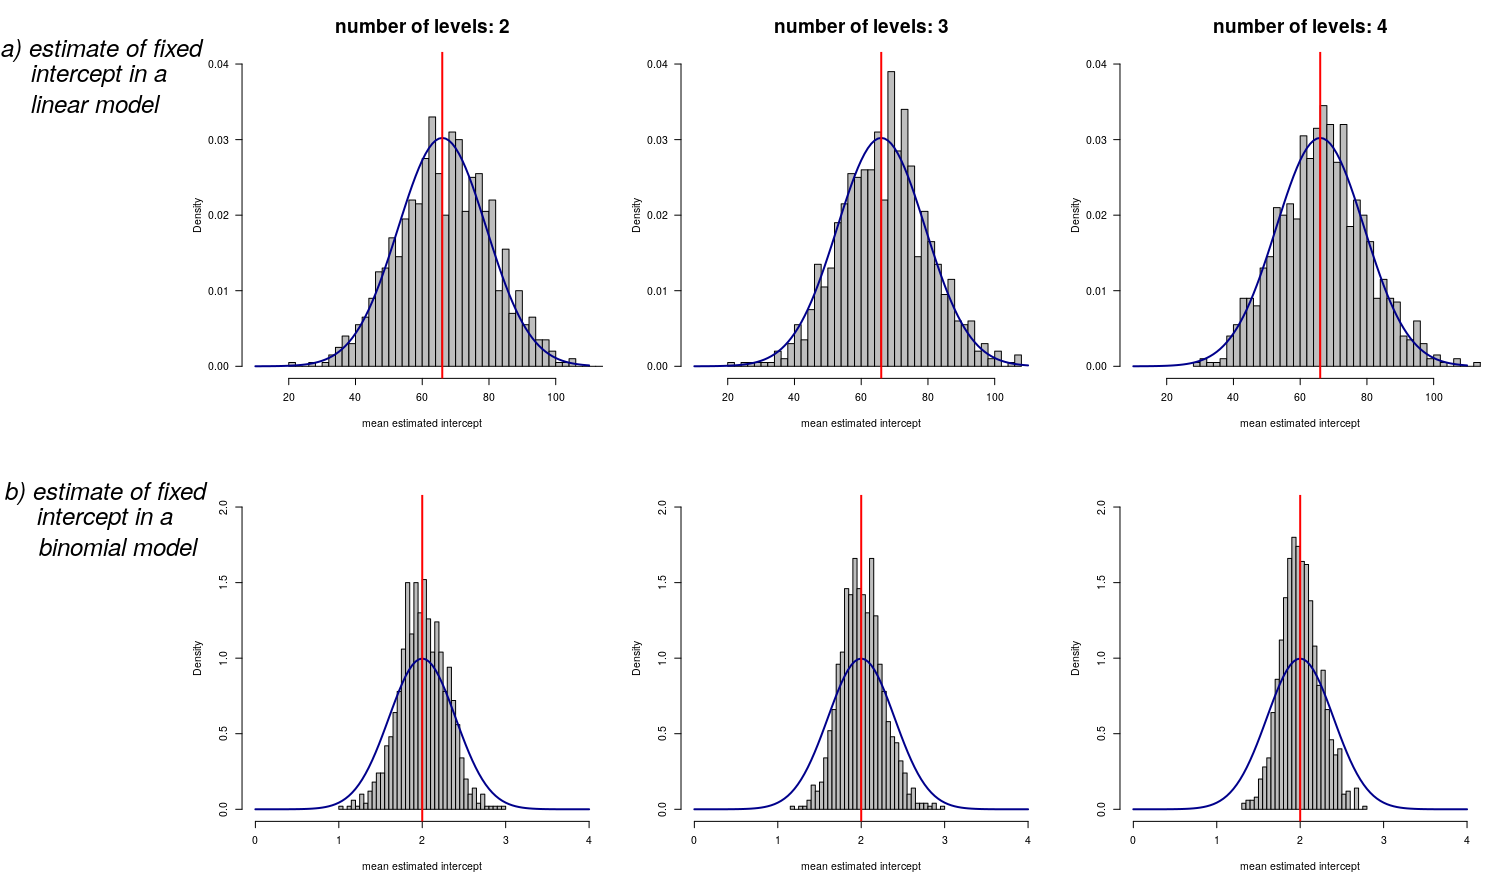 number of levels: 2
number of levels: 3
number of levels: 4
a) estimate of fixed
intercept in a
linear model
0.04
0.03
0.02
0.01
0.00
Density
20 40 60 80 100
mean estimated intercept
0.04
0.03
0.02
0.01
0.00
Density
20 40 60 80 100
mean estimated intercept
0.04
0.03
0.02
0.01
0.00
Density
20 40 60 80 100
mean estimated intercept
b) estimate of fixed
intercept in a
binomial model
2.0
1.5
1.0
0.5
0.0
Density
0 1 2 3 4
mean estimated intercept
2.0
1.5
1.0
0.5
0.0
Density
0 1 2 3 4
mean estimated intercept
2.0
1.5
1.0
0.5
0.0
Density
0 1 2 3 4
mean estimated intercept